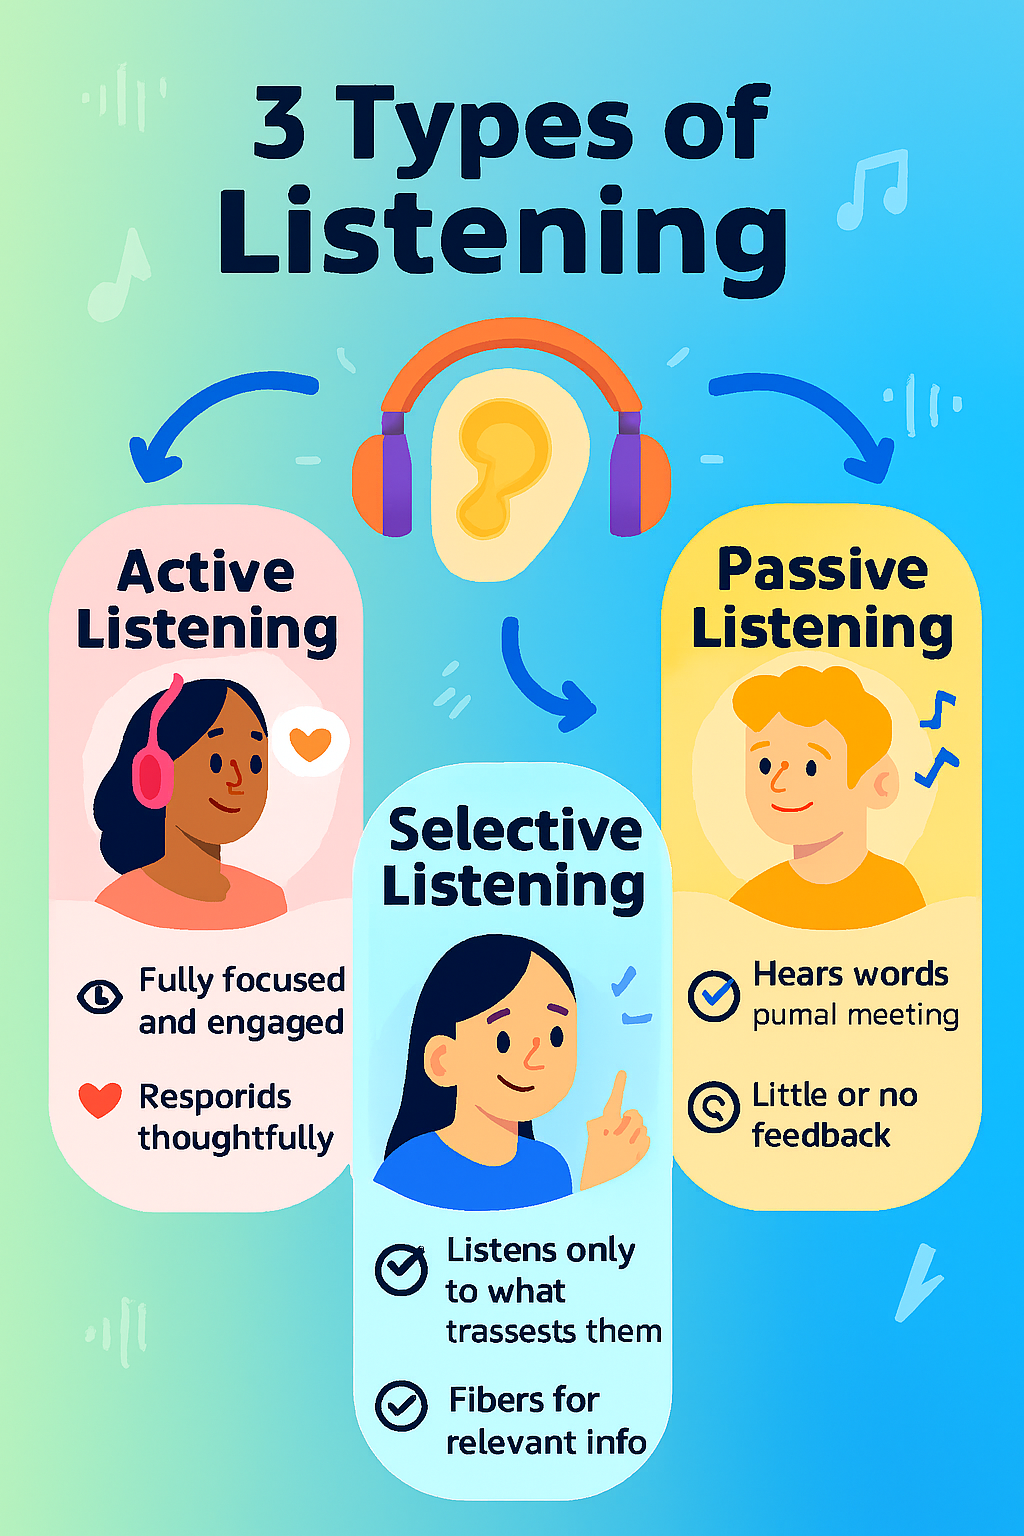 3 Types of
Listening
Active
Listening
Fully focused
and engaged
Resporids
thoughtfully
Selective
Listening
Listens only
to what
trassests them
Fibers for
relevant info
Passive
Listening
Hears words
pumal meeting
Little or no
feedback